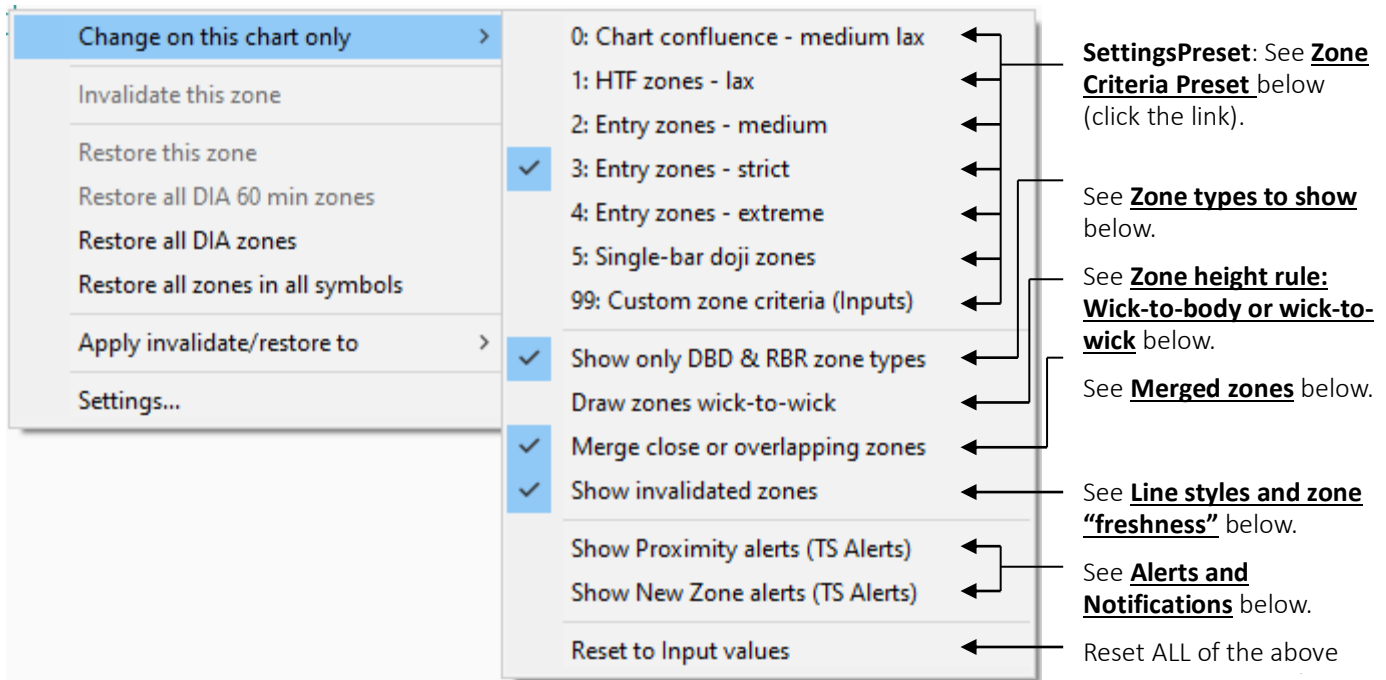 Change on this chart only
Invalidate this zone
Restore this zone
Restore all DIA 60 min zones
Restore all DIA zones
Restore all zones in all symbols
Apply invalidate/restore to
Settings...
0: Chart confluence - medium lax
1: HTF zones - lax
2: Entry zones - medium
3: Entry zones - strict
4: Entry zones - extreme
5: Single-bar doji zones
99: Custom zone criteria (Inputs)
Show only DBD & RBR zone types
Draw zones wick-to-wick
Merge close or overlapping zones
Show invalidated zones
Show Proximity alerts (TS Alerts)
Show New Zone alerts (TS Alerts)
Reset to Input values
SettingsPreset: See Zone
Criteria Preset below
(click the link).
See Zone types to show
below.
See Zone height rule:
Wick-to-body or wick-to-
wick below.
See Merged zones below.
See Line styles and zone
“freshness” below.
See Alerts and
Notifications below.
Reset ALL of the above